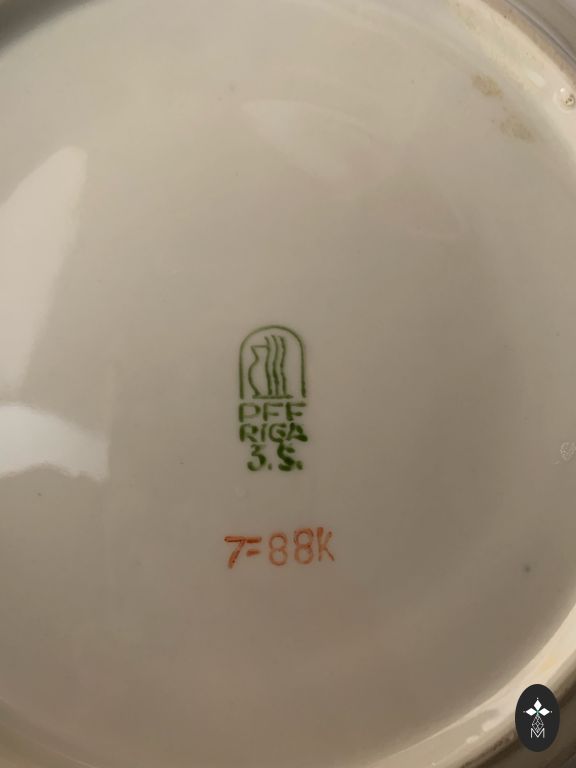 PFF
RIGA
3. S.
7=88K
M